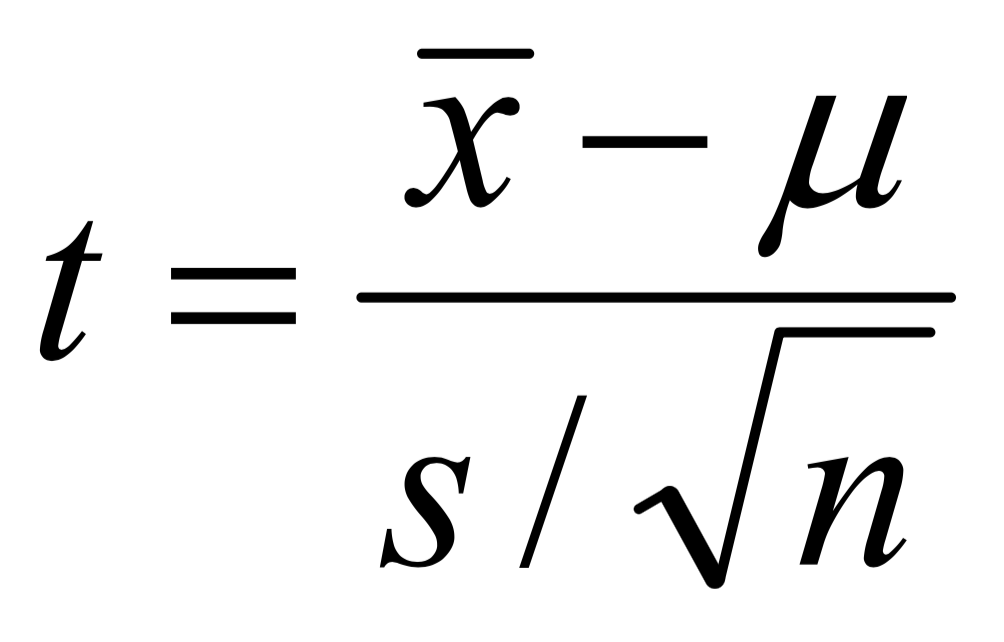 t = (x̄ − μ) / (s / √n)